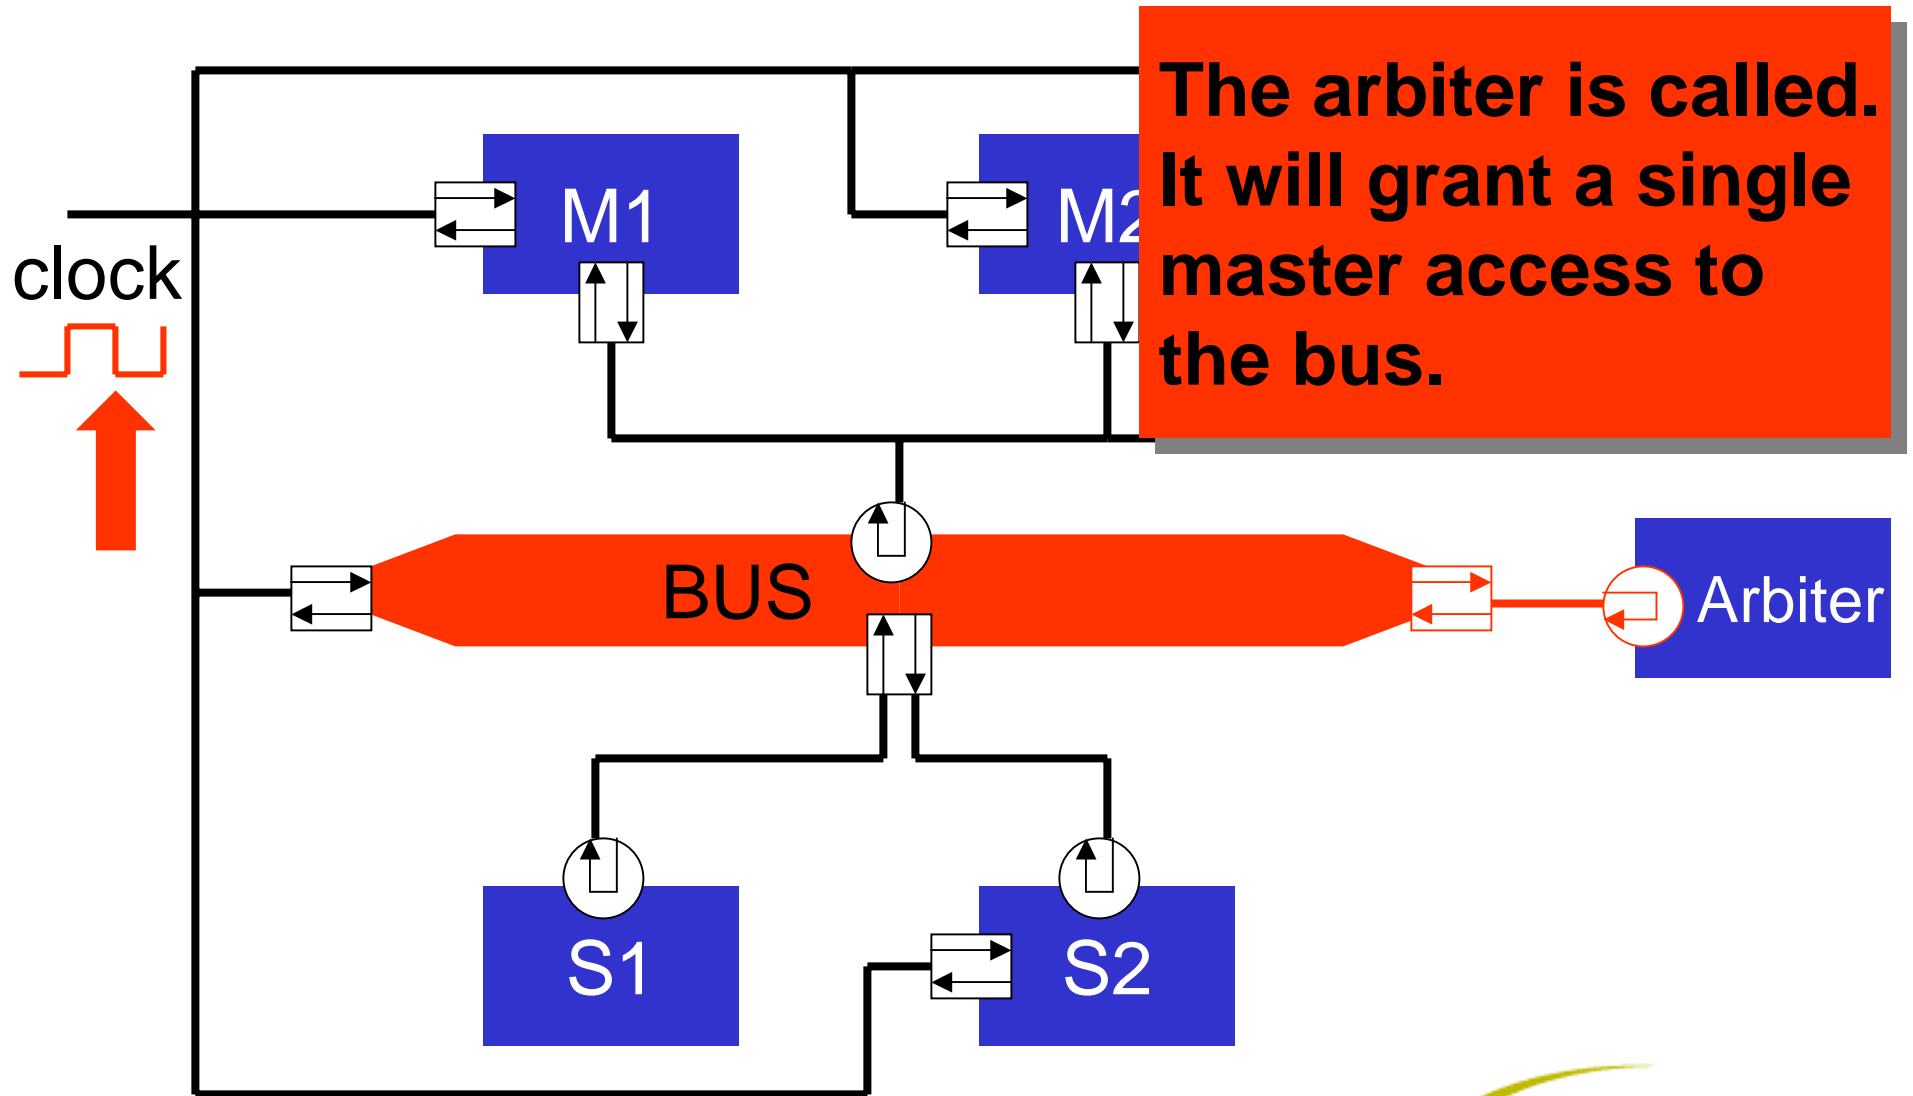 The arbiter is called.
It will grant a single
master access to
the bus.
M1
M2
clock
BUS
Arbiter
S1
S2